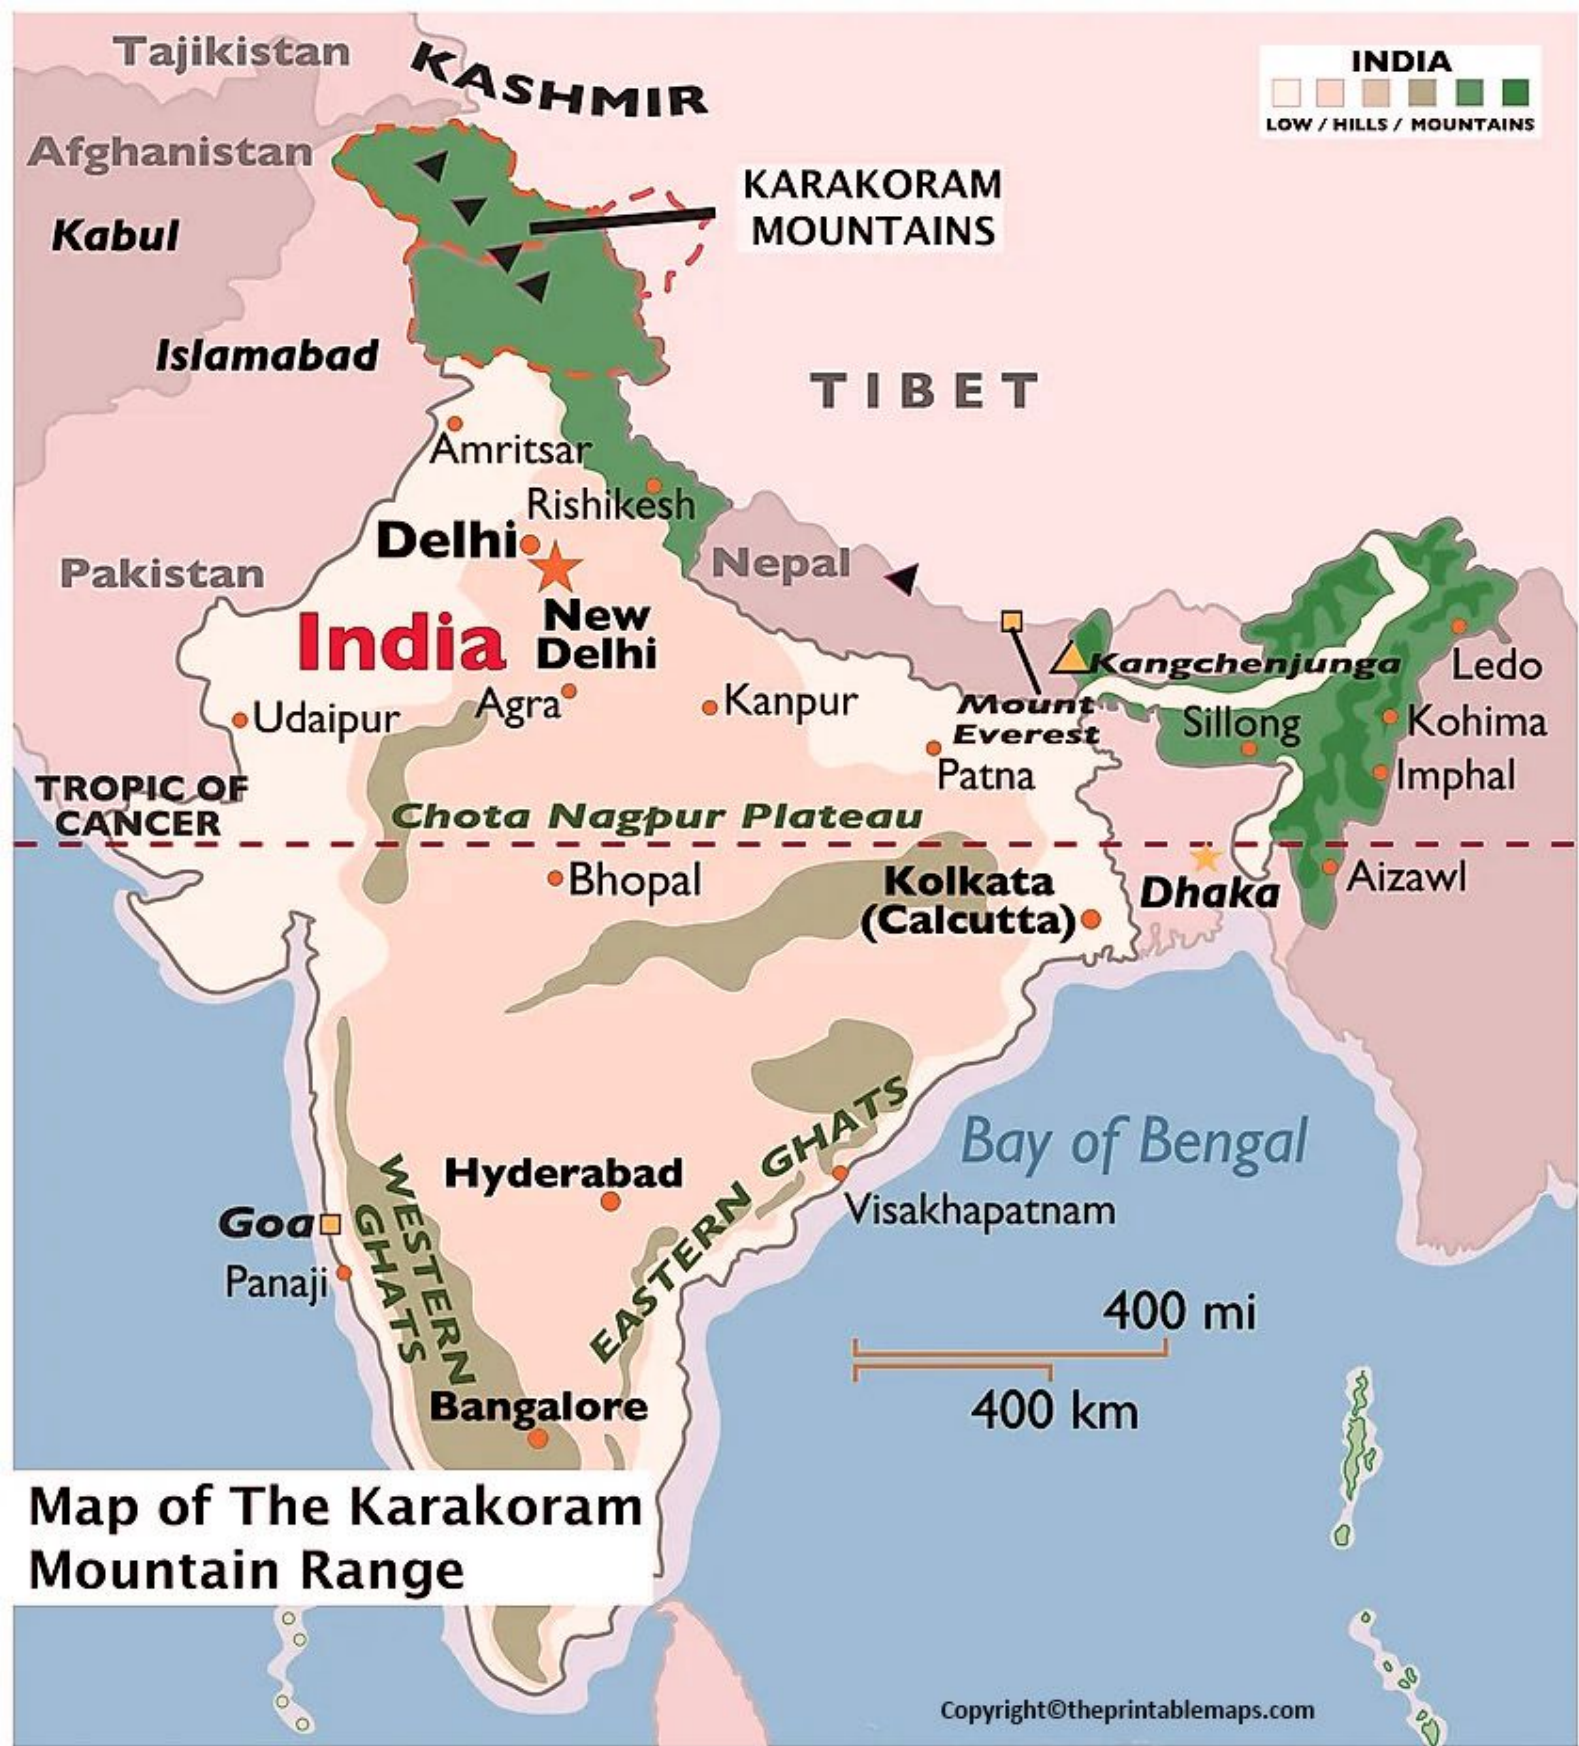 Tajikistan
KASHMIR
INDIA
LOW / HILLS / MOUNTAINS
Afghanistan
KARAKORAM
MOUNTAINS
Kabul
Islamabad
TIBET
Amritsar
Rishikesh
Delhi
Nepal
Pakistan
India
New
Delhi
Kangchenjunga
Ledo
Agra
Kanpur
Mount
Everest
Udaipur
Sillong
Kohima
Patna
Imphal
TROPIC OF
CANCER
Chota Nagpur Plateau
Bhopal
Kolkata
(Calcutta)
Dhaka
Aizawl
Bay of Bengal
WESTERN
GHATS
Hyderabad
EASTERN GHATS
Visakhapatnam
Goa
Panaji
400 mi
400 km
Bangalore
Map of The Karakoram
Mountain Range
Copyright©theprintablemaps.com